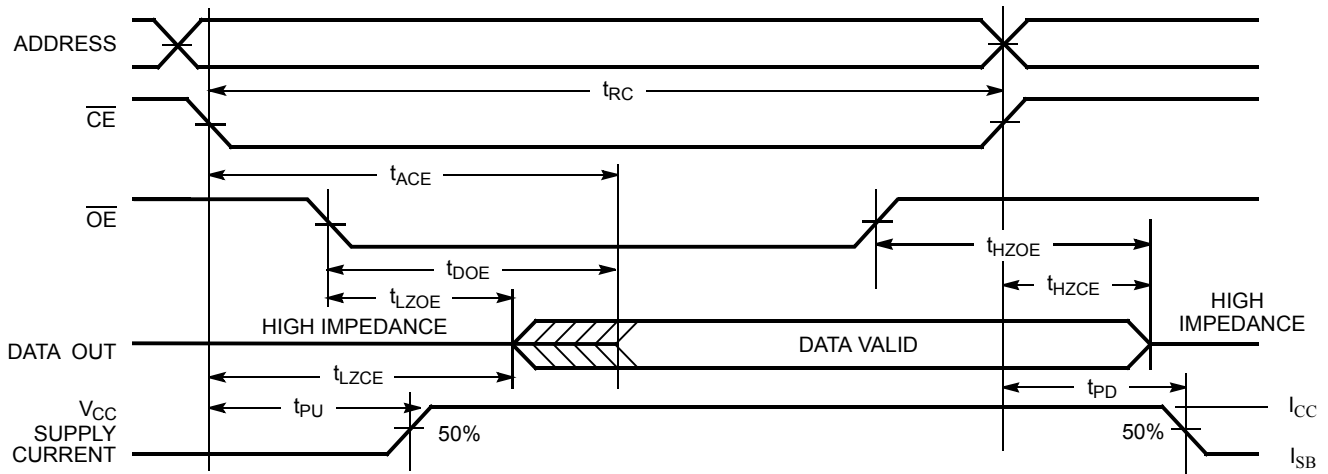 ADDRESS
tRC
CE
tACE
OE
tHZOE
tDOE
tHZCE
tLZOE
HIGH IMPEDANCE
HIGH
IMPEDANCE
DATA OUT
DATA VALID
tLZCE
tPD
tPU
VCC
SUPPLY
CURRENT
50%
50%
ICC
ISB